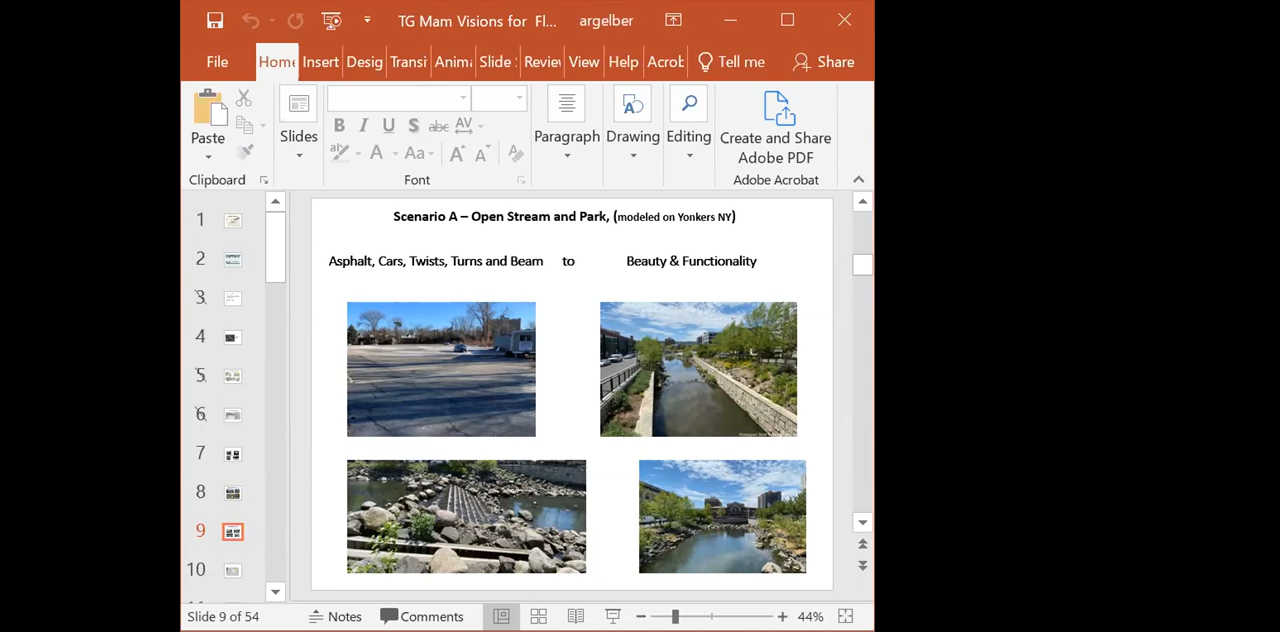 TG Mam Visions for Fl... argelber
File Home Insert Desig Transi Anima Slide Review View Help Acrob Tell me Share
Paste
Slides
Paragraph
Drawing
Editing
Create and Share
Adobe PDF
Clipboard
Font
Adobe Acrobat
B I U S abc AV
A Aa A A
1
2
3
4
5
6
7
8
9
10
Scenario A – Open Stream and Park, (modeled on Yonkers NY)
Asphalt, Cars, Twists, Turns and Beam to Beauty & Functionality
Slide 9 of 54 Notes Comments 44%